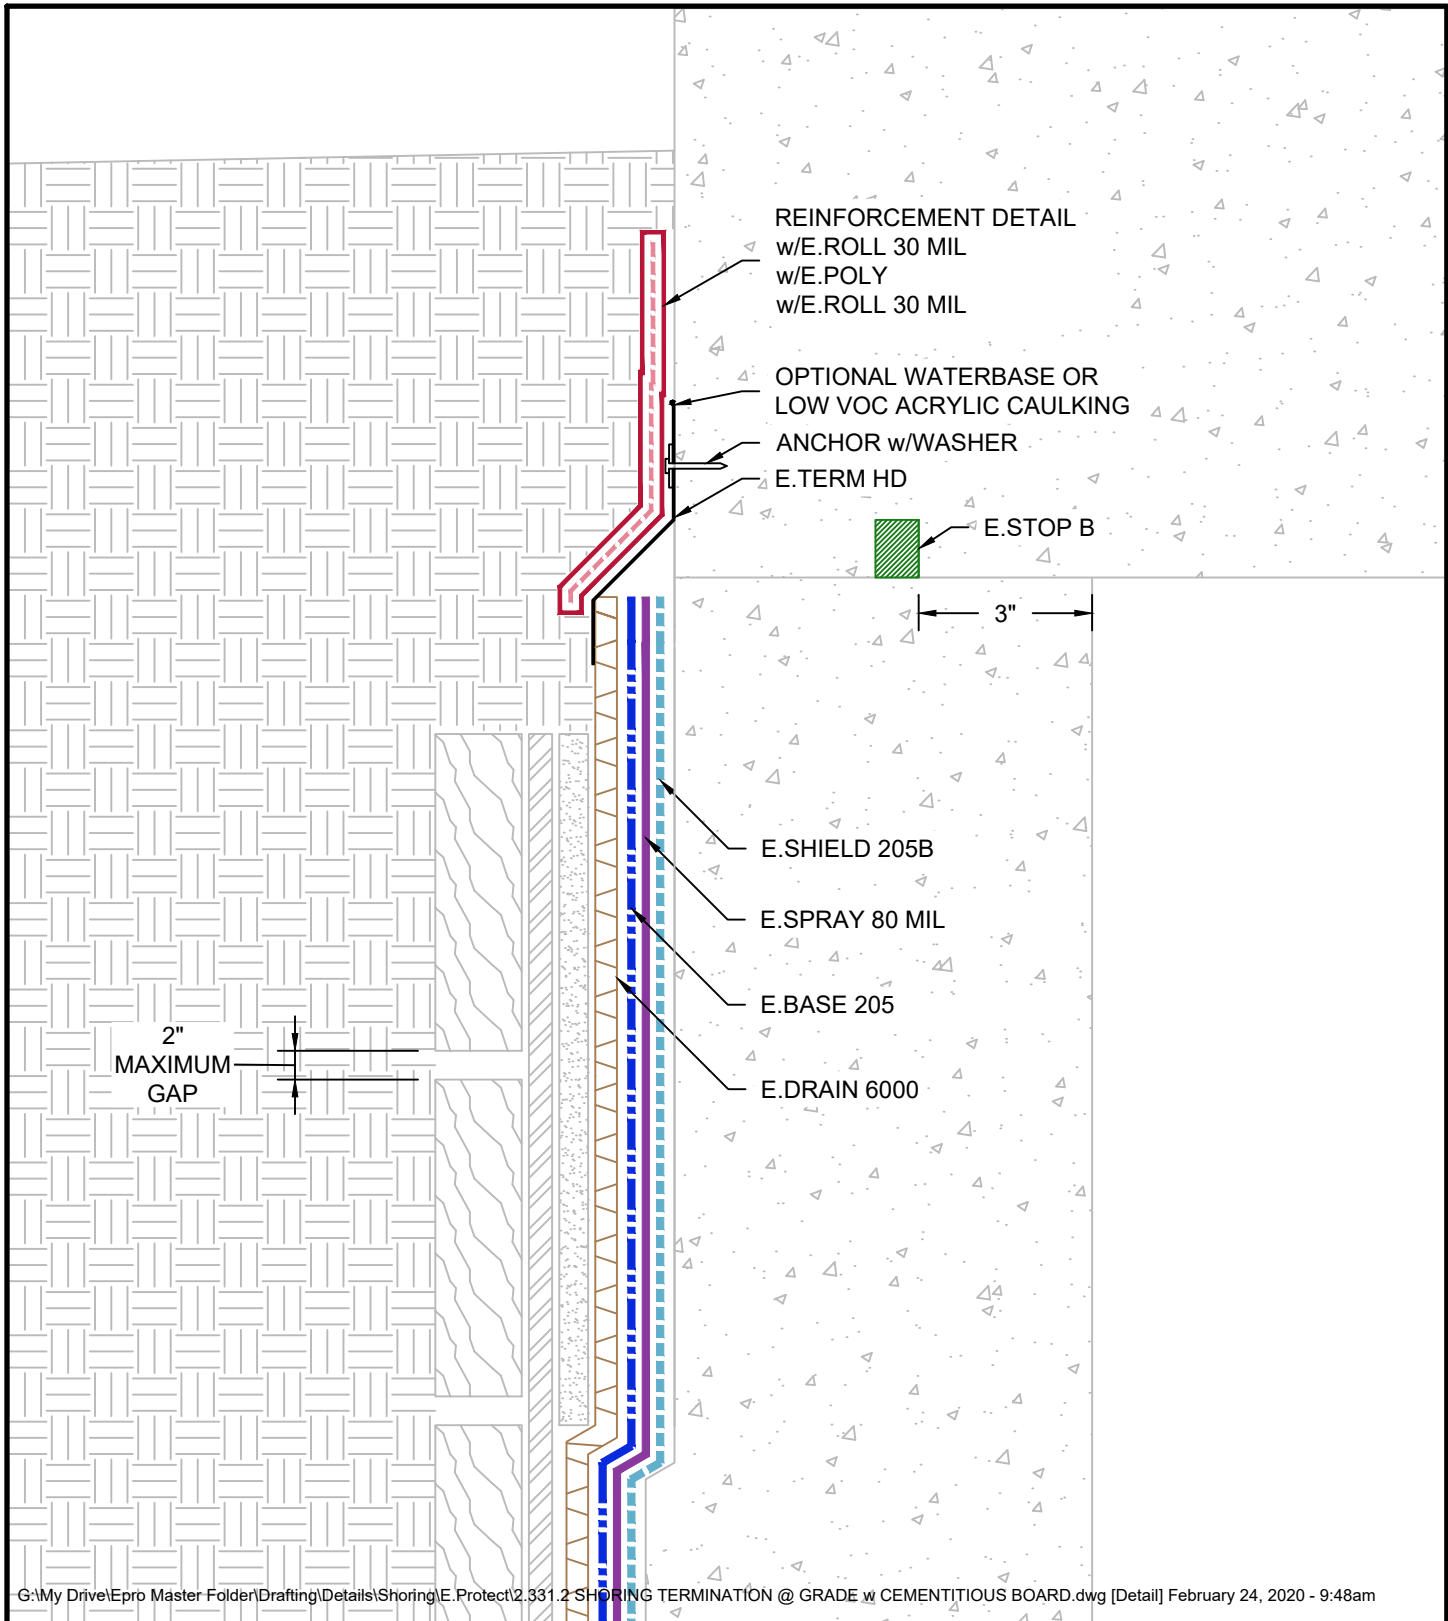 REINFORCEMENT DETAIL
w/E.ROLL 30 MIL
w/E.POLY
w/E.ROLL 30 MIL
OPTIONAL WATERBASE OR
LOW VOC ACRYLIC CAULKING
ANCHOR w/WASHER
E.TERM HD
E.STOP B
3"
E.SHIELD 205B
E.SPRAY 80 MIL
E.BASE 205
E.DRAIN 6000
2"
MAXIMUM
GAP
G:\My Drive\Epro Master Folder\Drafting\Details\Shoring\E.Protect\2.331.2 SHORING TERMINATION @ GRADE w CEMENTITIOUS BOARD.dwg [Detail] February 24, 2020 - 9:48am